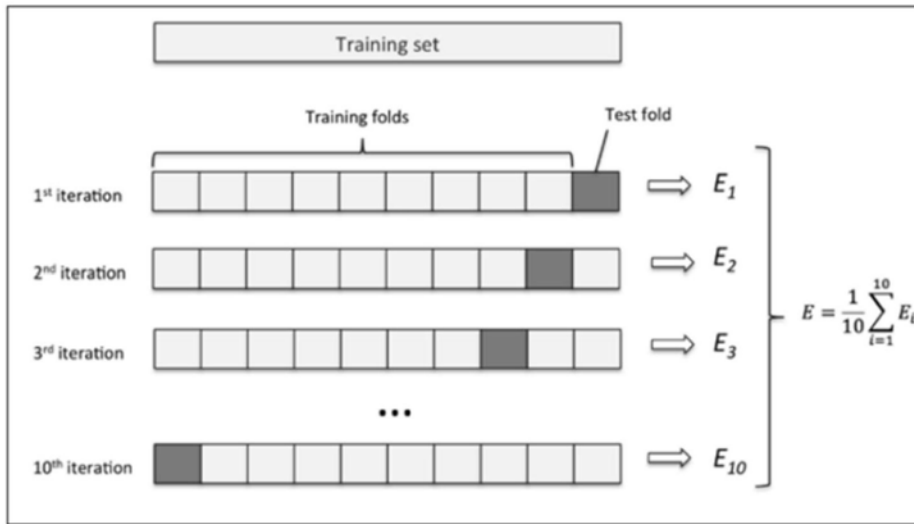 Training set
Training folds
Test fold
1st iteration
E1
2nd iteration
E2
3rd iteration
E3
E = 1/10 ∑ i=1 10 Ei
...
10th iteration
E10